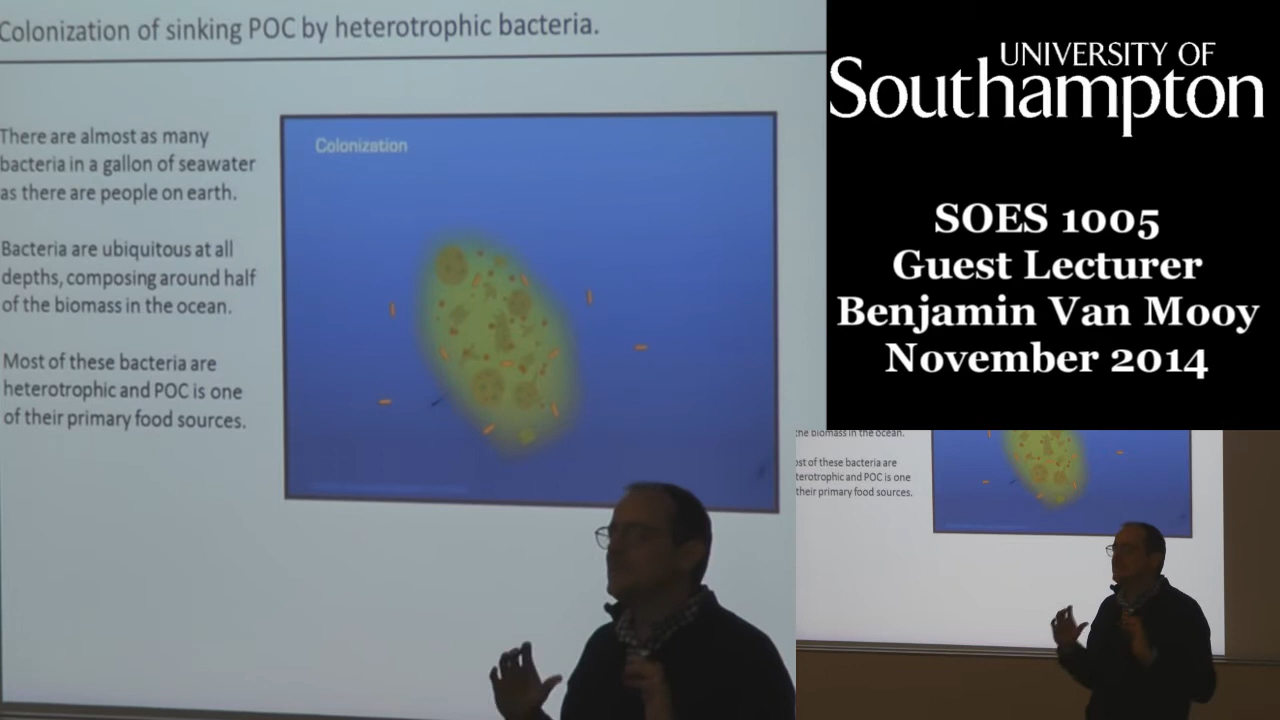 Colonization of sinking POC by heterotrophic bacteria.
There are almost as many
bacteria in a gallon of seawater
as there are people on earth.
Bacteria are ubiquitous at all
depths, composing around half
of the biomass in the ocean.
Most of these bacteria are
heterotrophic and POC is one
of their primary food sources.
Colonization
UNIVERSITY OF
Southampton
SOES 1005
Guest Lecturer
Benjamin Van Mooy
November 2014
the biomass in the ocean.
ost of these bacteria are
terotrophic and POC is one
their primary food sources.